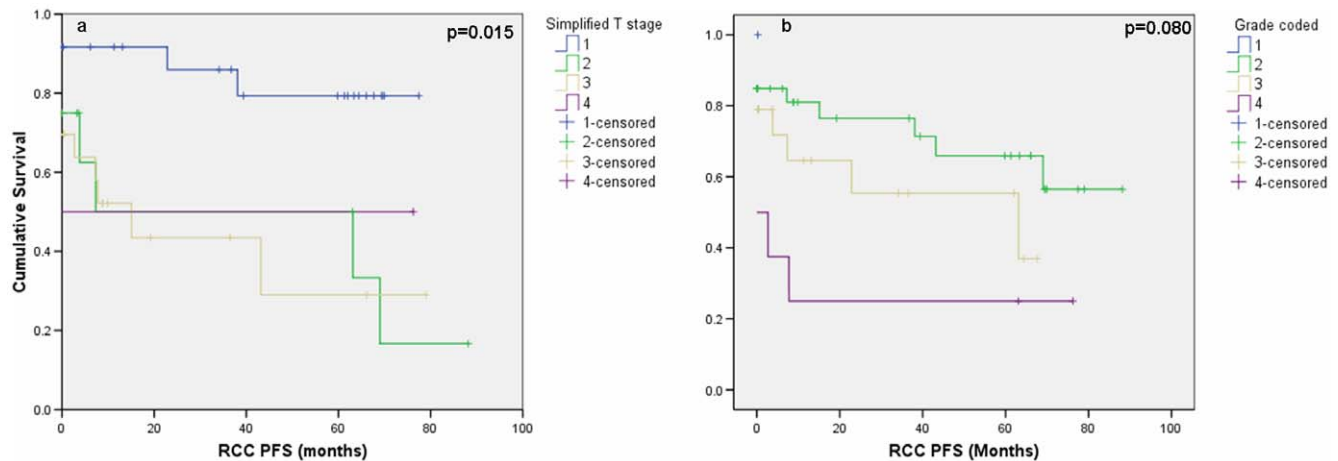 a
p=0.015
Cumulative Survival
1.0
0.8
0.6
0.4
0.2
0.0
0
20
40
60
80
100
RCC PFS (months)
Simplified T stage
1
2
3
4
1-censored
2-censored
3-censored
4-censored
b
p=0.080
1.0
0.8
0.6
0.4
0.2
0.0
0
20
40
60
80
100
RCC PFS (Months)
Grade coded
1
2
3
4
1-censored
2-censored
3-censored
4-censored